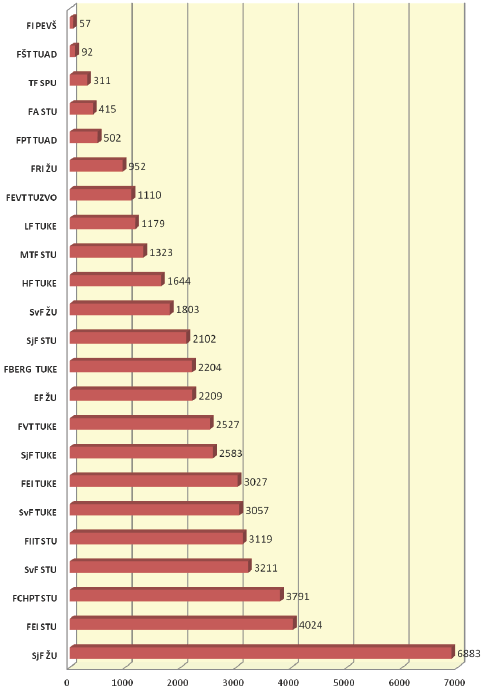 FI PEVŠ 57
FŠT TUAD 92
TF SPU 311
FA STU 415
FPT TUAD 502
FRI ŽU 952
FEVT TUZVO 1110
LF TUKE 1179
MTF STU 1323
HF TUKE 1644
SvF ŽU 1803
SjF STU 2102
FBERG TUKE 2204
EF ŽU 2209
FVT TUKE 2527
SjF TUKE 2583
FEI TUKE 3027
SvF TUKE 3057
FIIT STU 3119
SvF STU 3211
FCHPT STU 3791
FEI STU 4024
SjF ŽU 6883
0 1000 2000 3000 4000 5000 6000 7000